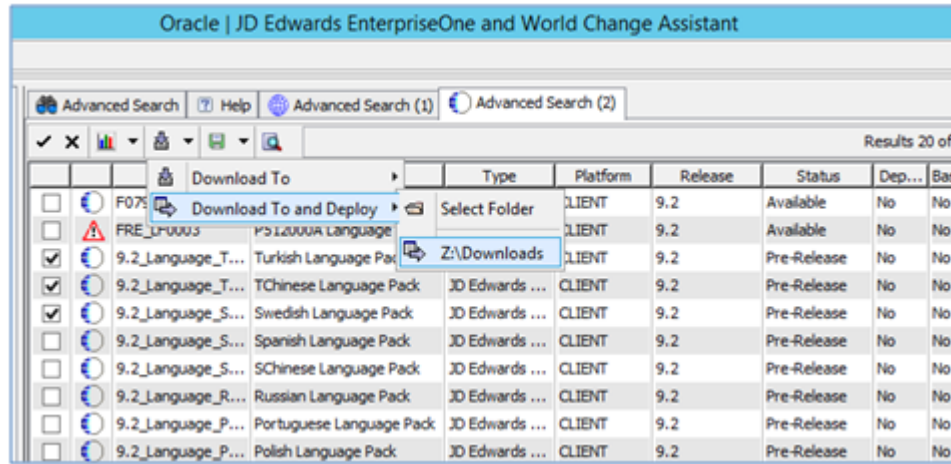 Oracle | JD Edwards EnterpriseOne and World Change Assistant
Advanced Search Help Advanced Search (1) Advanced Search (2)
Results 20 of
Download To
Download To and Deploy
Select Folder
Z:\Downloads
Type Platform Release Status Dep... Bas
F079 CLIENT 9.2 Available No No
FRE_LF0003 P512000A Language CLIENT 9.2 Available No No
9.2_Language_T... Turkish Language Pac CLIENT 9.2 Pre-Release No No
9.2_Language_T... TChinese Language Pack JD Edwards ... CLIENT 9.2 Pre-Release No No
9.2_Language_S... Swedish Language Pack JD Edwards ... CLIENT 9.2 Pre-Release No No
9.2_Language_S... Spanish Language Pack JD Edwards ... CLIENT 9.2 Pre-Release No No
9.2_Language_S... SChinese Language Pack JD Edwards ... CLIENT 9.2 Pre-Release No No
9.2_Language_R... Russian Language Pack JD Edwards ... CLIENT 9.2 Pre-Release No No
9.2_Language_P... Portuguese Language Pack JD Edwards ... CLIENT 9.2 Pre-Release No No
9.2_Language_P... Polish Language Pack JD Edwards ... CLIENT 9.2 Pre-Release No No